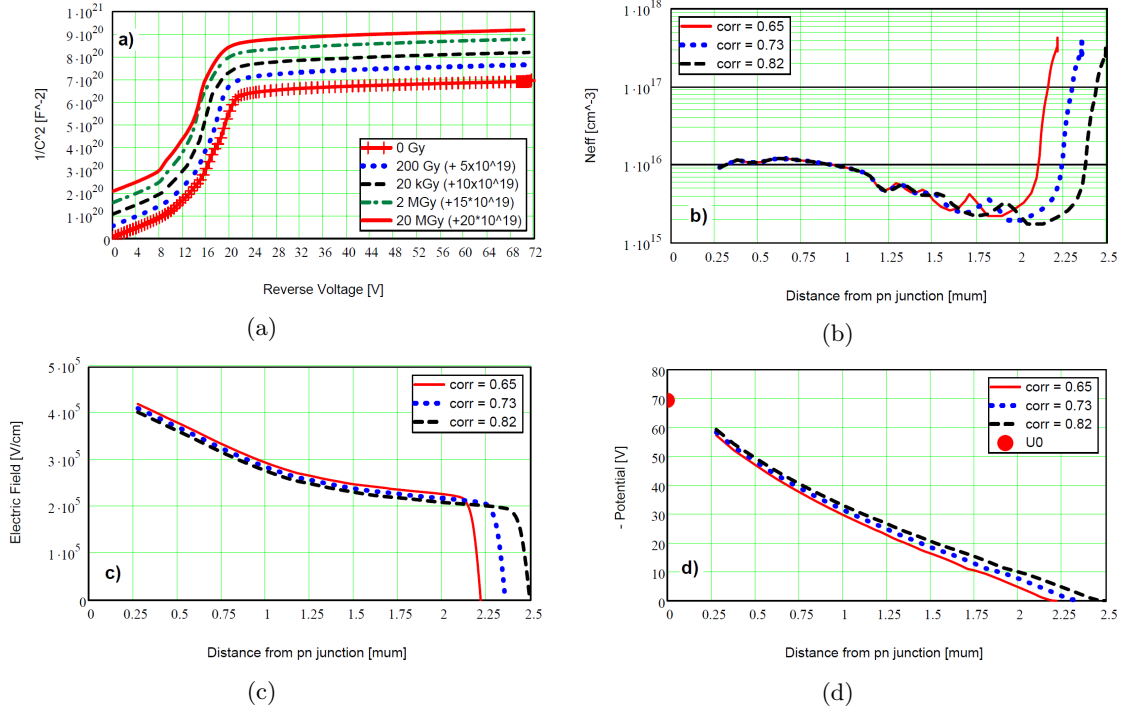 1·10^21
9·10^20
8·10^20
7·10^20
6·10^20
5·10^20
4·10^20
3·10^20
2·10^20
1·10^20
0
1/C^2 [F^-2]
a)
0 Gy
200 Gy (+ 5x10^19)
20 kGy (+10x10^19)
2 MGy (+15*10^19)
20 MGy (+20*10^19)
0 4 8 12 16 20 24 28 32 36 40 44 48 52 56 60 64 68 72
Reverse Voltage [V]
(a)
1·10^18
1·10^17
1·10^16
1·10^15
Neff [cm^-3]
corr = 0.65
corr = 0.73
corr = 0.82
b)
0 0.25 0.5 0.75 1 1.25 1.5 1.75 2 2.25 2.5
Distance from pn junction [mum]
(b)
5·10^5
4·10^5
3·10^5
2·10^5
1·10^5
0
Electric Field [V/cm]
corr = 0.65
corr = 0.73
corr = 0.82
c)
0 0.25 0.5 0.75 1 1.25 1.5 1.75 2 2.25 2.5
Distance from pn junction [mum]
(c)
80
70
60
50
40
30
20
10
0
- Potential [V]
corr = 0.65
corr = 0.73
corr = 0.82
U0
d)
0 0.25 0.5 0.75 1 1.25 1.5 1.75 2 2.25 2.5
Distance from pn junction [mum]
(d)